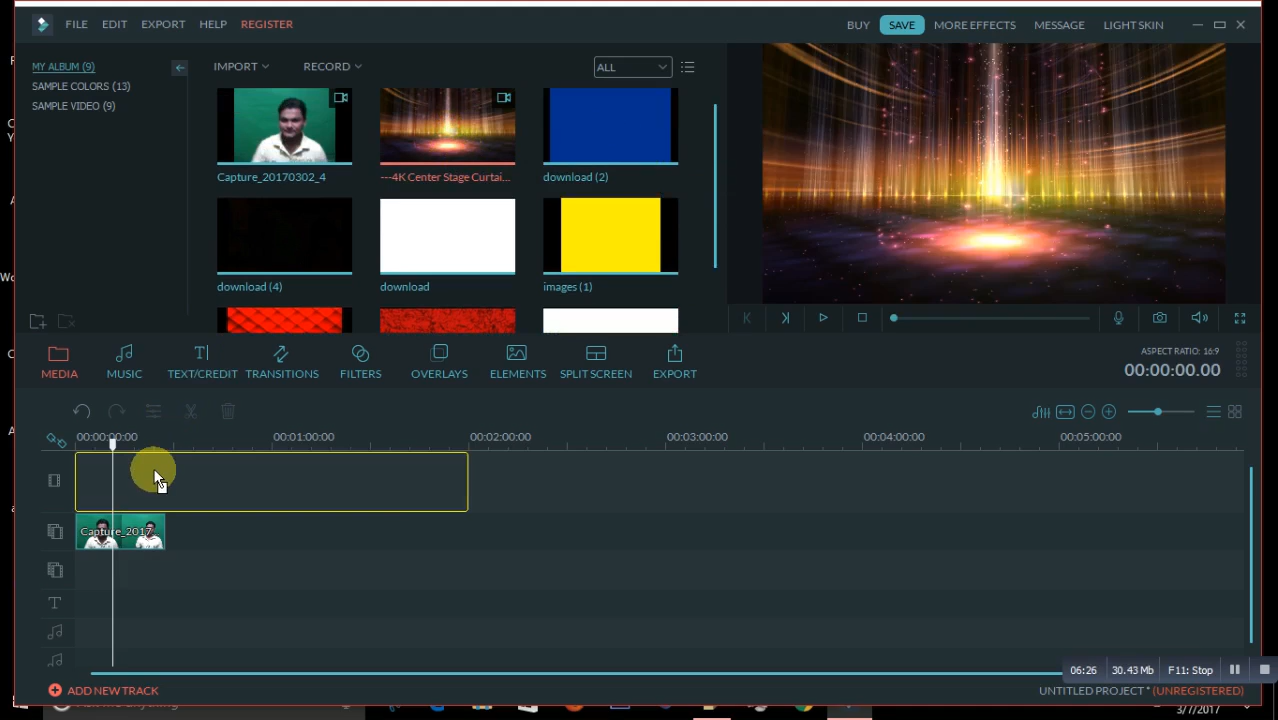 FILE EDIT EXPORT HELP REGISTER
BUY SAVE MORE EFFECTS MESSAGE LIGHT SKIN
MY ALBUM (9)
SAMPLE COLORS (13)
SAMPLE VIDEO (9)
IMPORT RECORD ALL
Capture_20170302_4
---4K Center Stage Curtai...
download (2)
download (4)
download
images (1)
MEDIA MUSIC TEXT/CREDIT TRANSITIONS FILTERS OVERLAYS ELEMENTS SPLIT SCREEN EXPORT
ASPECT RATIO: 16:9
00:00:00.00
00:00:00:00 00:01:00:00 00:02:00:00 00:03:00:00 00:04:00:00 00:05:00:00
Capture_2017
06:26 30.43 Mb F11: Stop
ADD NEW TRACK
UNTITLED PROJECT * (UNREGISTERED)
3/7/2017